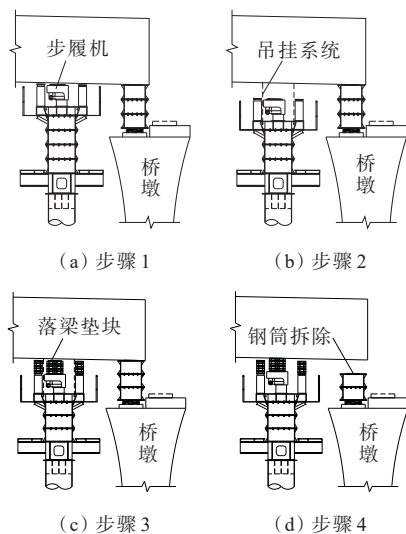 步履机
桥墩
(a) 步骤1
吊挂系统
桥墩
(b) 步骤2
落梁垫块
桥墩
(c) 步骤3
钢筒拆除
桥墩
(d) 步骤4